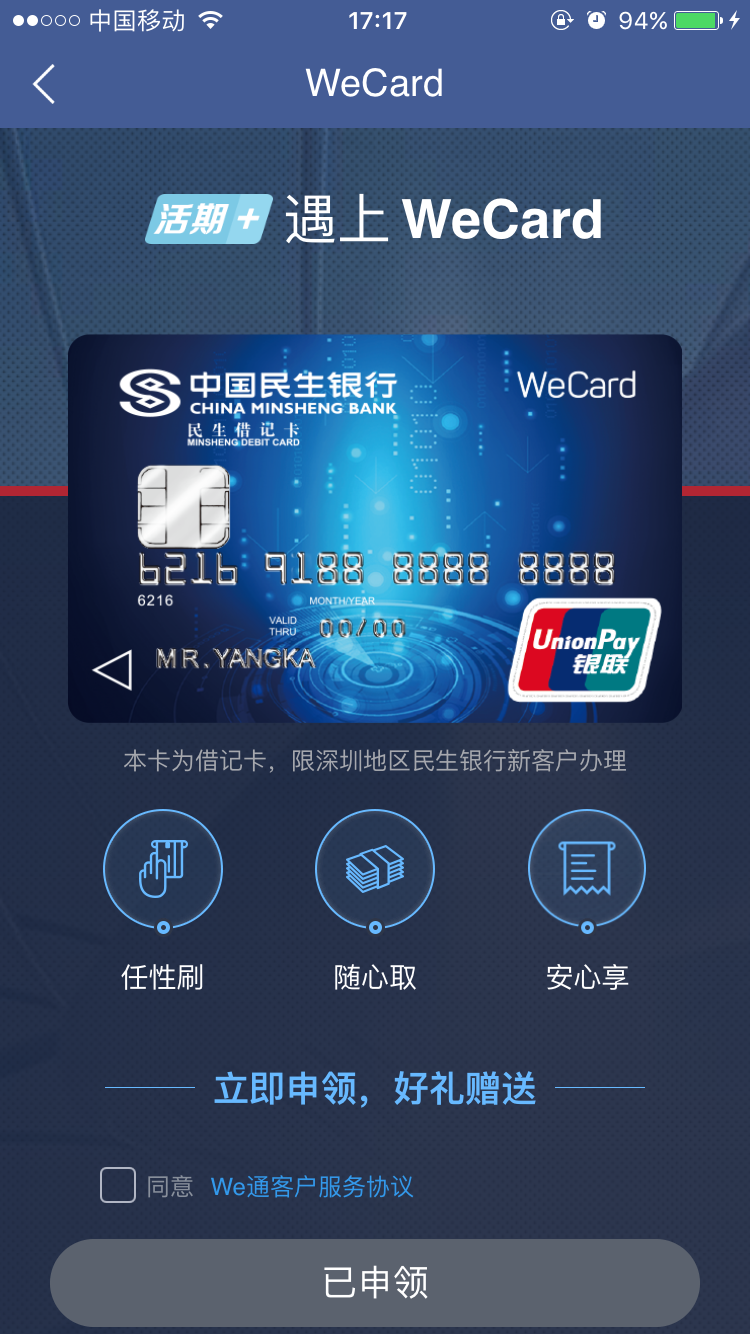 中国移动 17:17 94%
WeCard
活期+ 遇上 WeCard
中国民生银行 WeCard
CHINA MINSHENG BANK
民生借记卡
MINSHENG DEBIT CARD
6216 9188 8888 8888
6216
MONTH/YEAR
VALID
THRU 00/00
MR.YANGKA
UnionPay
银联
本卡为借记卡，限深圳地区民生银行新客户办理
任性刷 随心取 安心享
立即申领，好礼赠送
同意 We通客户服务协议
已申领